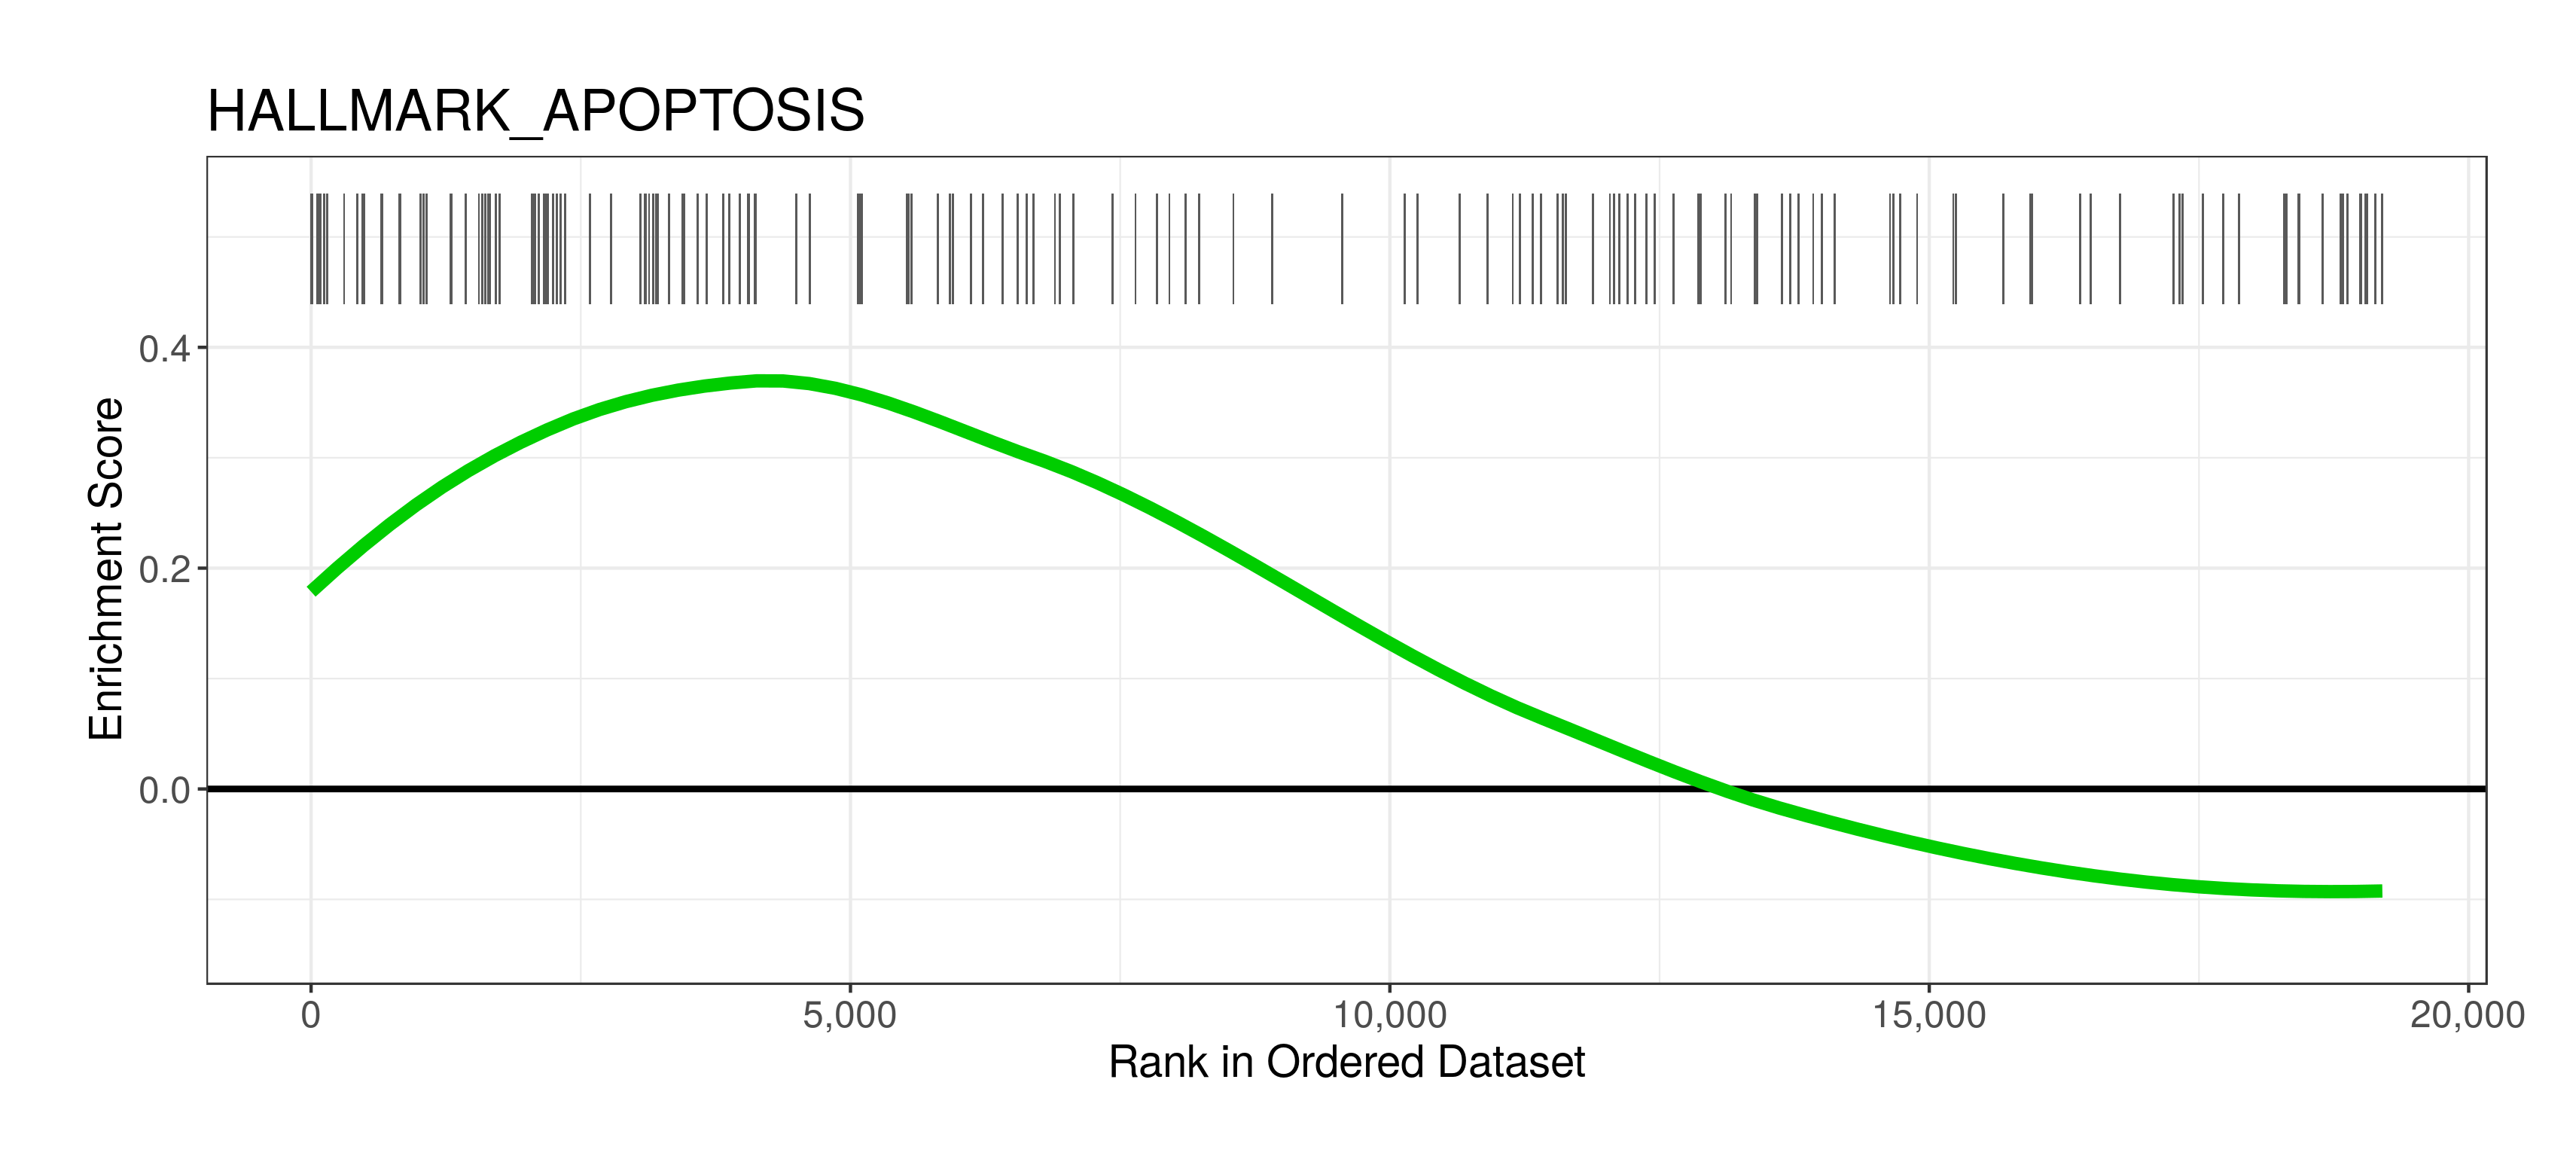 HALLMARK_APOPTOSIS
Enrichment Score
0.4
0.2
0.0
0 5,000 10,000 15,000 20,000
Rank in Ordered Dataset